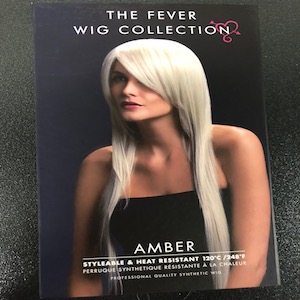 THE FEVER
WIG COLLECTION
AMBER
STYLEABLE & HEAT RESISTANT 120°C /248°F
PERRUQUE SYNTHÉTIQUE RÉSISTANTE À LA CHALEUR
PROFESSIONAL QUALITY SYNTHETIC WIG